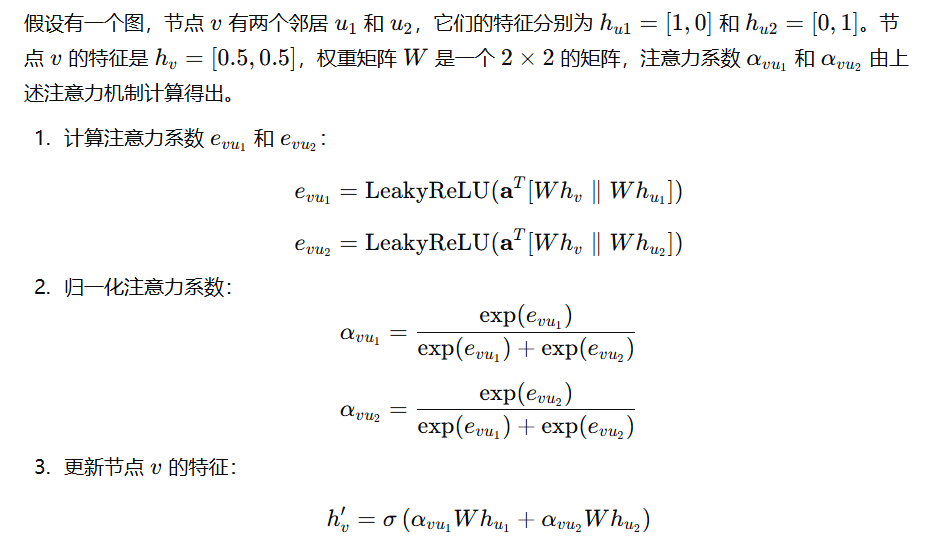 假设有一个图，节点 $v$ 有两个邻居 $u_1$ 和 $u_2$，它们的特征分别为 $h_{u1} = [1, 0]$ 和 $h_{u2} = [0, 1]$。节
点 $v$ 的特征是 $h_v = [0.5, 0.5]$，权重矩阵 $W$ 是一个 $2 \times 2$ 的矩阵，注意力系数 $\alpha_{vu_1}$ 和 $\alpha_{vu_2}$ 由上
述注意力机制计算得出。
1. 计算注意力系数 $e_{vu_1}$ 和 $e_{vu_2}$：
$e_{vu_1} = \text{LeakyReLU}(\mathbf{a}^T[Wh_v \parallel Wh_{u_1}])$
$e_{vu_2} = \text{LeakyReLU}(\mathbf{a}^T[Wh_v \parallel Wh_{u_2}])$
2. 归一化注意力系数：
$\alpha_{vu_1} = \frac{\exp(e_{vu_1})}{\exp(e_{vu_1}) + \exp(e_{vu_2})}$
$\alpha_{vu_2} = \frac{\exp(e_{vu_2})}{\exp(e_{vu_1}) + \exp(e_{vu_2})}$
3. 更新节点 $v$ 的特征：
$h'_v = \sigma\left(\alpha_{vu_1}Wh_{u_1} + \alpha_{vu_2}Wh_{u_2}\right)$